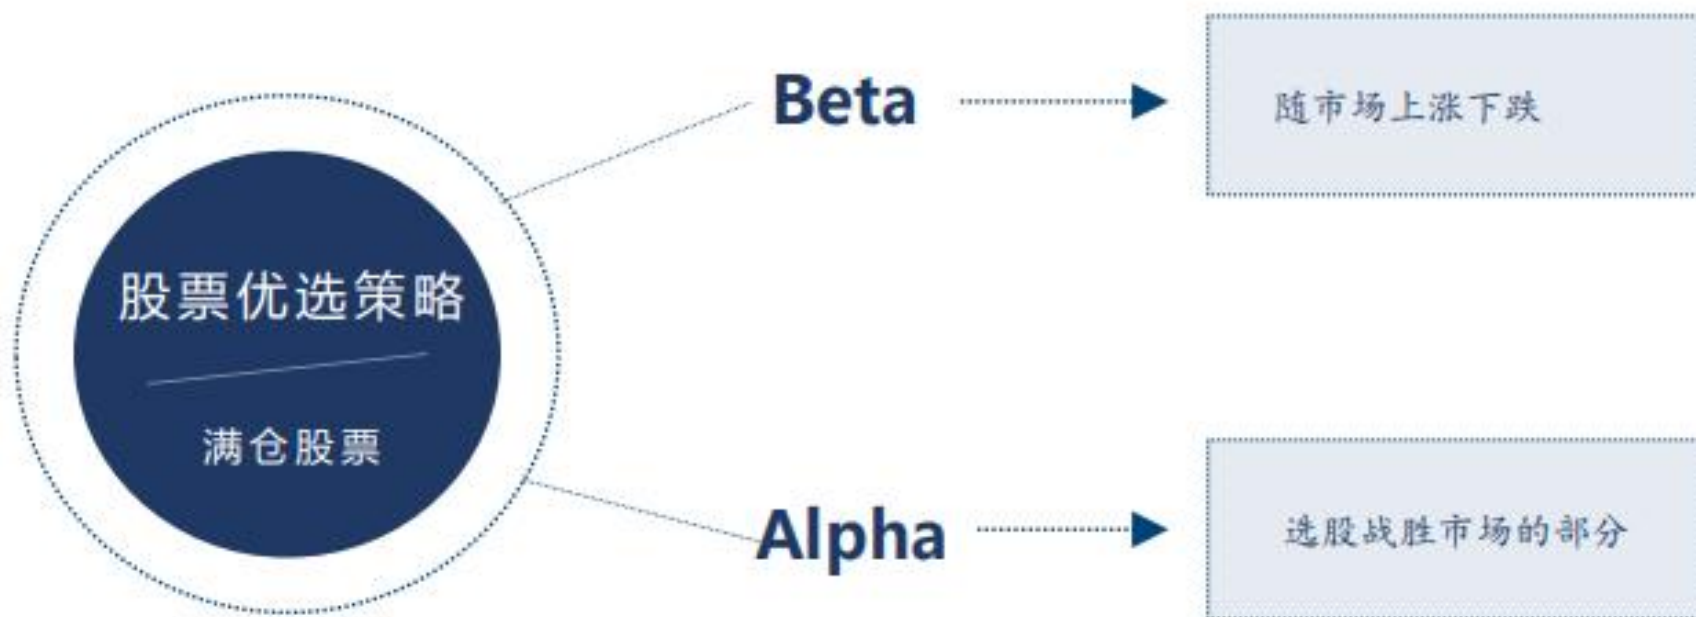 股票优选策略
满仓股票
Beta
随市场上涨下跌
Alpha
选股战胜市场的部分